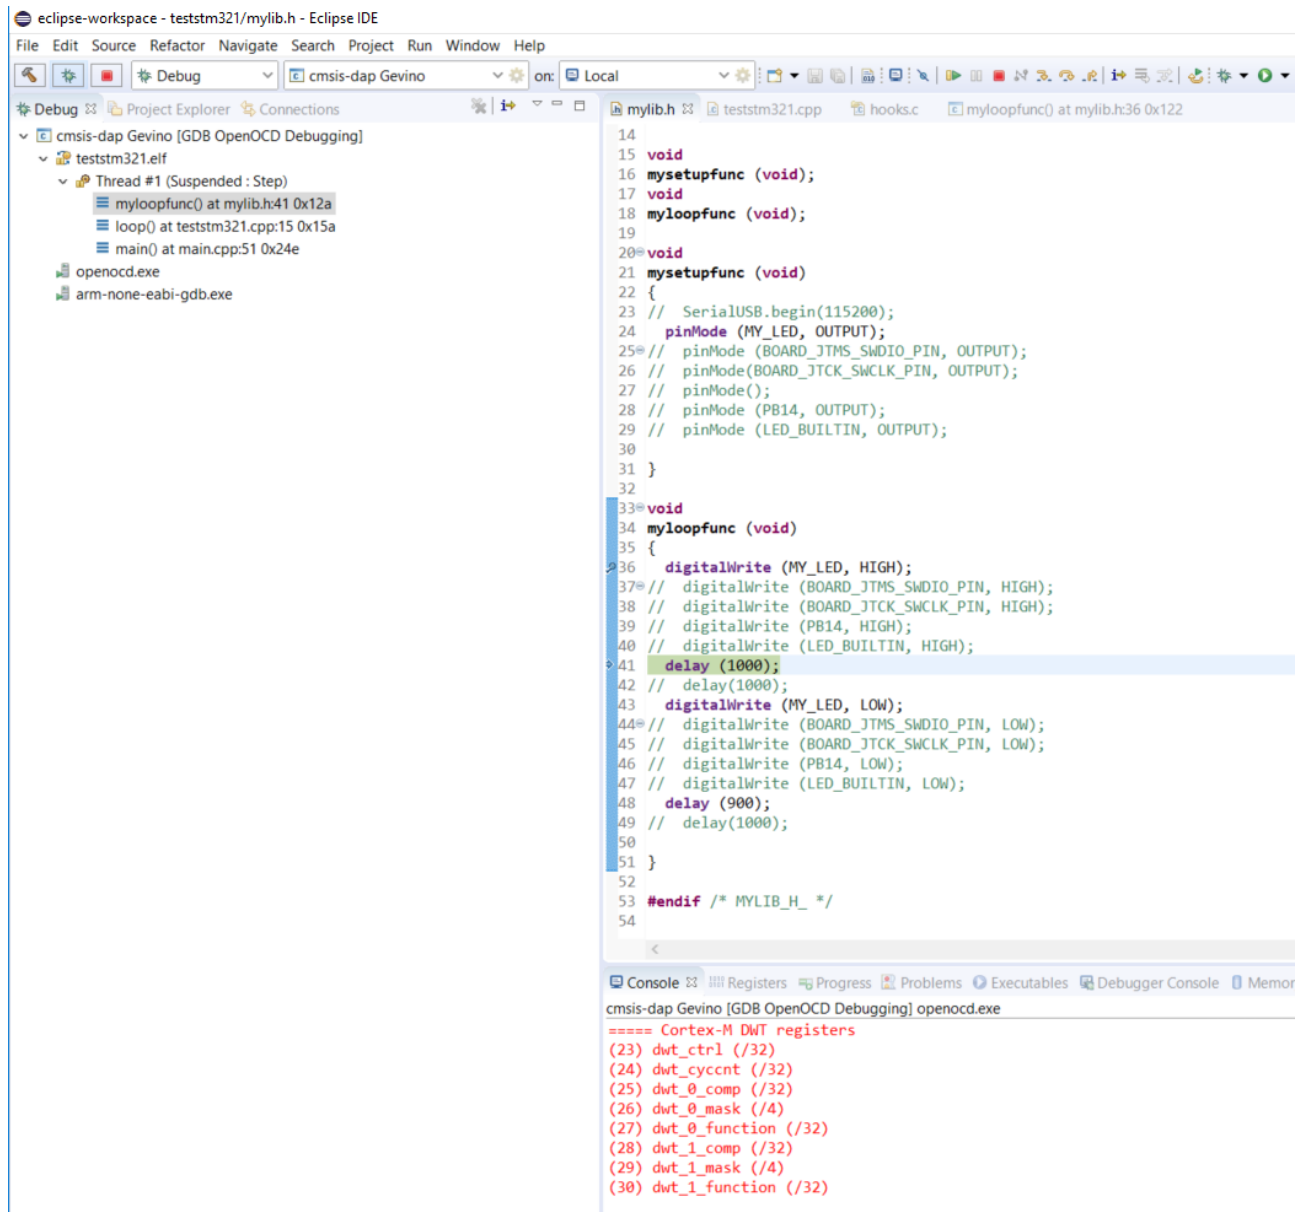 eclipse-workspace - teststm321/mylib.h - Eclipse IDE
File Edit Source Refactor Navigate Search Project Run Window Help
Debug cmsis-dap Gevino on: Local
Debug Project Explorer Connections
cmsis-dap Gevino [GDB OpenOCD Debugging]
teststm321.elf
Thread #1 (Suspended : Step)
myloopfunc() at mylib.h:41 0x12a
loop() at teststm321.cpp:15 0x15a
main() at main.cpp:51 0x24e
openocd.exe
arm-none-eabi-gdb.exe
mylib.h teststm321.cpp hooks.c myloopfunc() at mylib.h:36 0x122
14
15 void
16 mysetupfunc (void);
17 void
18 myloopfunc (void);
19
20 void
21 mysetupfunc (void)
22 {
23 //  SerialUSB.begin(115200);
24   pinMode (MY_LED, OUTPUT);
25 //  pinMode (BOARD_JTMS_SWDIO_PIN, OUTPUT);
26 //  pinMode(BOARD_JTCK_SWCLK_PIN, OUTPUT);
27 //  pinMode();
28 //  pinMode (PB14, OUTPUT);
29 //  pinMode (LED_BUILTIN, OUTPUT);
30
31 }
32
33 void
34 myloopfunc (void)
35 {
36   digitalWrite (MY_LED, HIGH);
37 //  digitalWrite (BOARD_JTMS_SWDIO_PIN, HIGH);
38 //  digitalWrite (BOARD_JTCK_SWCLK_PIN, HIGH);
39 //  digitalWrite (PB14, HIGH);
40 //  digitalWrite (LED_BUILTIN, HIGH);
41   delay (1000);
42 //  delay(1000);
43   digitalWrite (MY_LED, LOW);
44 //  digitalWrite (BOARD_JTMS_SWDIO_PIN, LOW);
45 //  digitalWrite (BOARD_JTCK_SWCLK_PIN, LOW);
46 //  digitalWrite (PB14, LOW);
47 //  digitalWrite (LED_BUILTIN, LOW);
48   delay (900);
49 //  delay(1000);
50
51 }
52
53 #endif /* MYLIB_H_ */
54
Console Registers Progress Problems Executables Debugger Console Memor
cmsis-dap Gevino [GDB OpenOCD Debugging] openocd.exe
===== Cortex-M DWT registers
(23) dwt_ctrl (/32)
(24) dwt_cyccnt (/32)
(25) dwt_0_comp (/32)
(26) dwt_0_mask (/4)
(27) dwt_0_function (/32)
(28) dwt_1_comp (/32)
(29) dwt_1_mask (/4)
(30) dwt_1_function (/32)